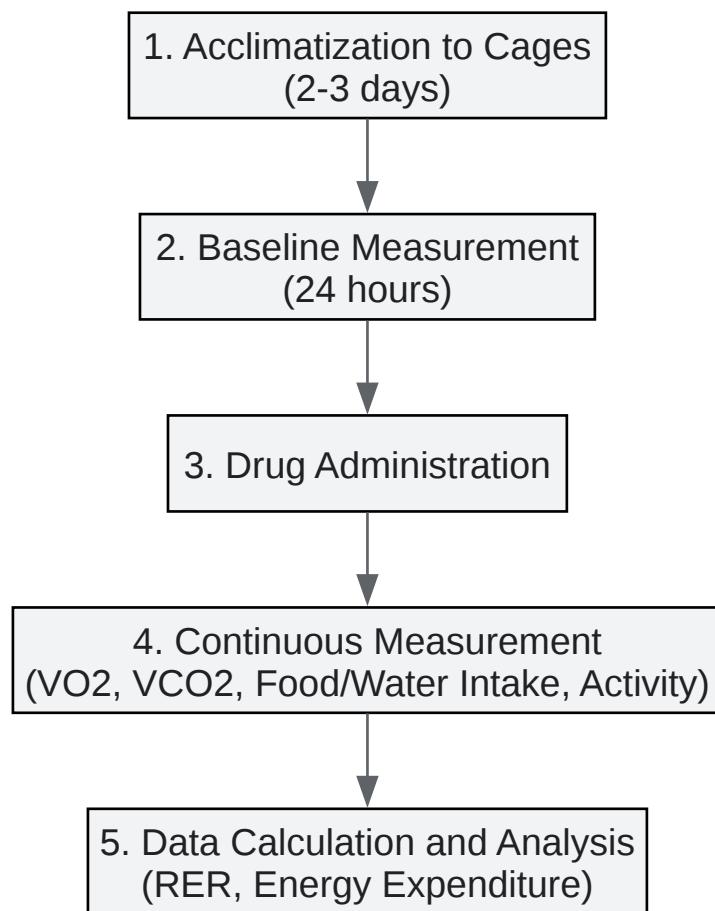 1. Acclimatization to Cages
(2-3 days)
2. Baseline Measurement
(24 hours)
3. Drug Administration
4. Continuous Measurement
(VO2, VCO2, Food/Water Intake, Activity)
5. Data Calculation and Analysis
(RER, Energy Expenditure)